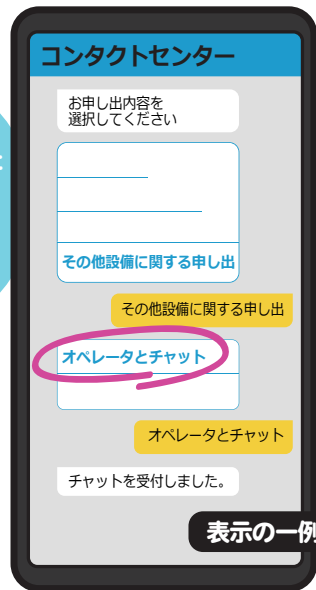 コンタクトセンター
お申し出内容を
選択してください
その他設備に関する申し出
その他設備に関する申し出
オペレータとチャット
オペレータとチャット
チャットを受付しました。
表示の一例